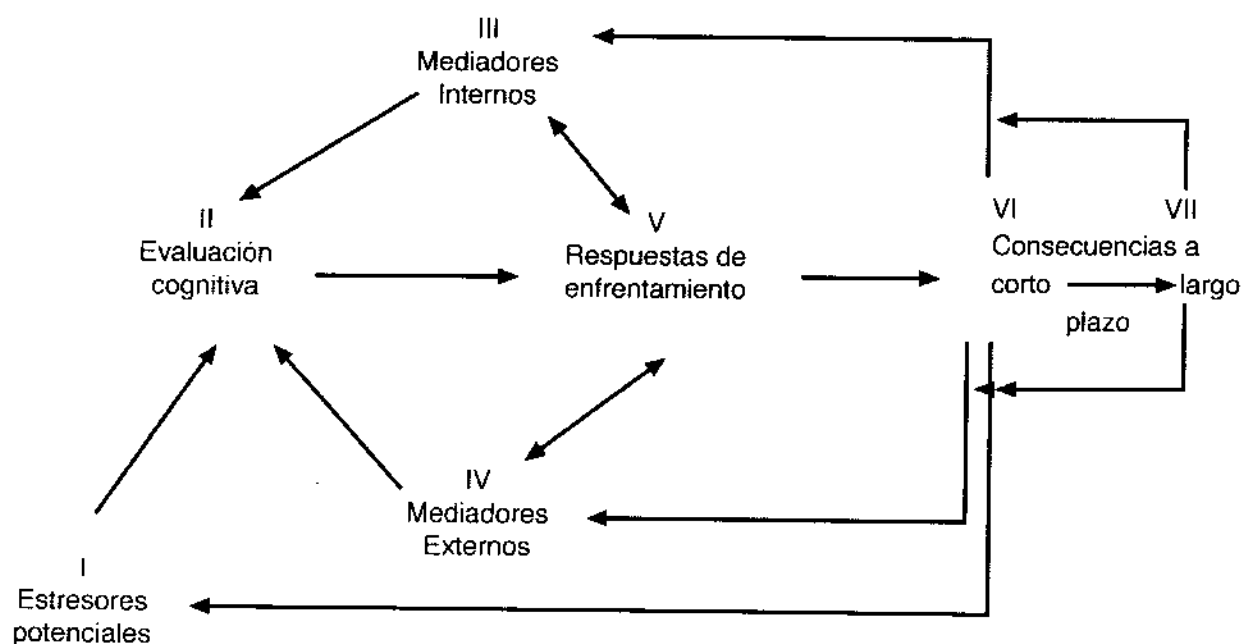 III
Mediadores
Internos
II
Evaluación
cognitiva
V
Respuestas de
enfrentamiento
VI VII
Consecuencias a
corto largo
plazo
IV
Mediadores
Externos
I
Estresores
potenciales